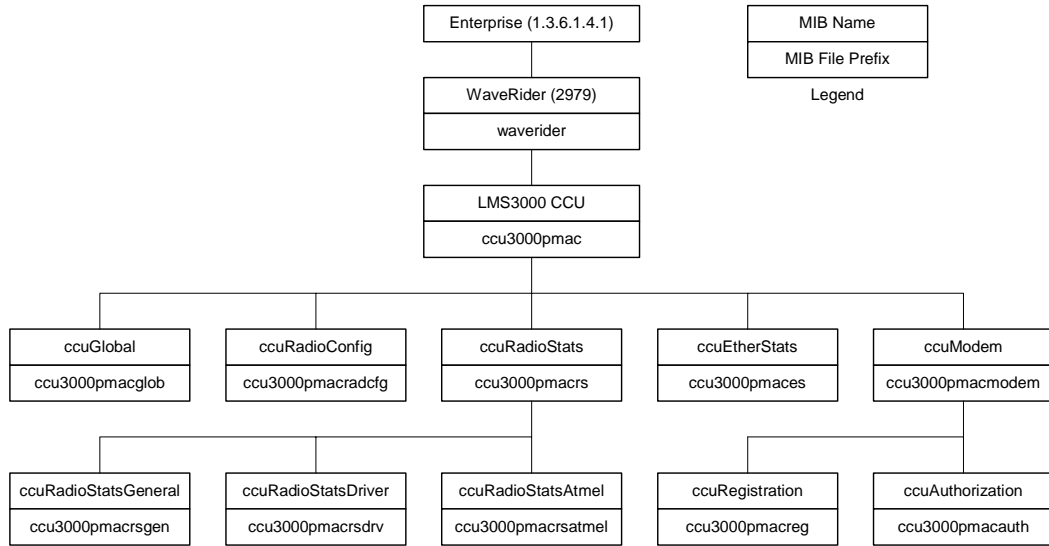 Enterprise (1.3.6.1.4.1)
MIB Name
MIB File Prefix
Legend
WaveRider (2979)
waverider
LMS3000 CCU
ccu3000pmac
ccuGlobal
ccu3000pmacglob
ccuRadioConfig
ccu3000pmacradcfg
ccuRadioStats
ccu3000pmacrs
ccuEtherStats
ccu3000pmaces
ccuModem
ccu3000pmacmodem
ccuRadioStatsGeneral
ccu3000pmacrsgen
ccuRadioStatsDriver
ccu3000pmacrsdrv
ccuRadioStatsAtmel
ccu3000pmacrsatmel
ccuRegistration
ccu3000pmacreg
ccuAuthorization
ccu3000pmacauth